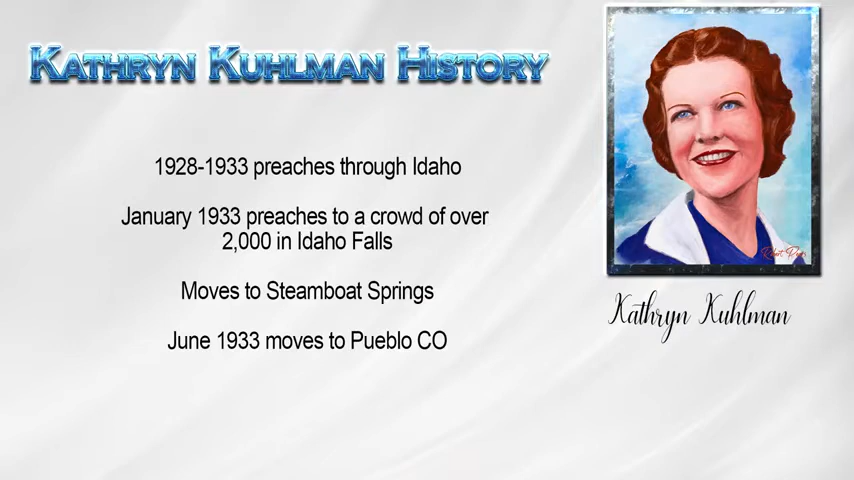 Kathryn Kuhlman History
1928-1933 preaches through Idaho
January 1933 preaches to a crowd of over
2,000 in Idaho Falls
Moves to Steamboat Springs
June 1933 moves to Pueblo CO
Robert
Kathryn Kuhlman